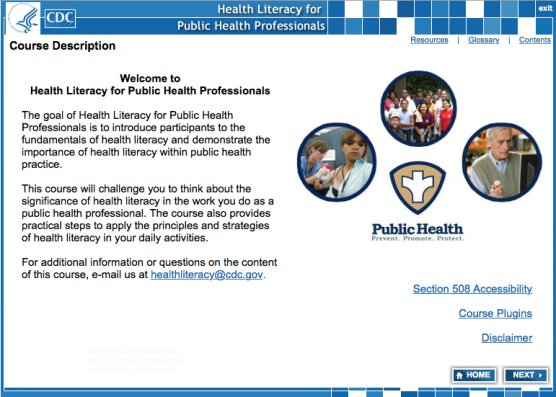 CDC
Health Literacy for
Public Health Professionals
exit
Course Description
Resources | Glossary | Contents
Welcome to
Health Literacy for Public Health Professionals
The goal of Health Literacy for Public Health
Professionals is to introduce participants to the
fundamentals of health literacy and demonstrate the
importance of health literacy within public health
practice.
This course will challenge you to think about the
significance of health literacy in the work you do as a
public health professional. The course also provides
practical steps to apply the principles and strategies
of health literacy in your daily activities.
For additional information or questions on the content
of this course, e-mail us at healthliteracy@cdc.gov.
Public Health
Prevent. Promote. Protect.
Section 508 Accessibility
Course Plugins
Disclaimer
HOME
NEXT